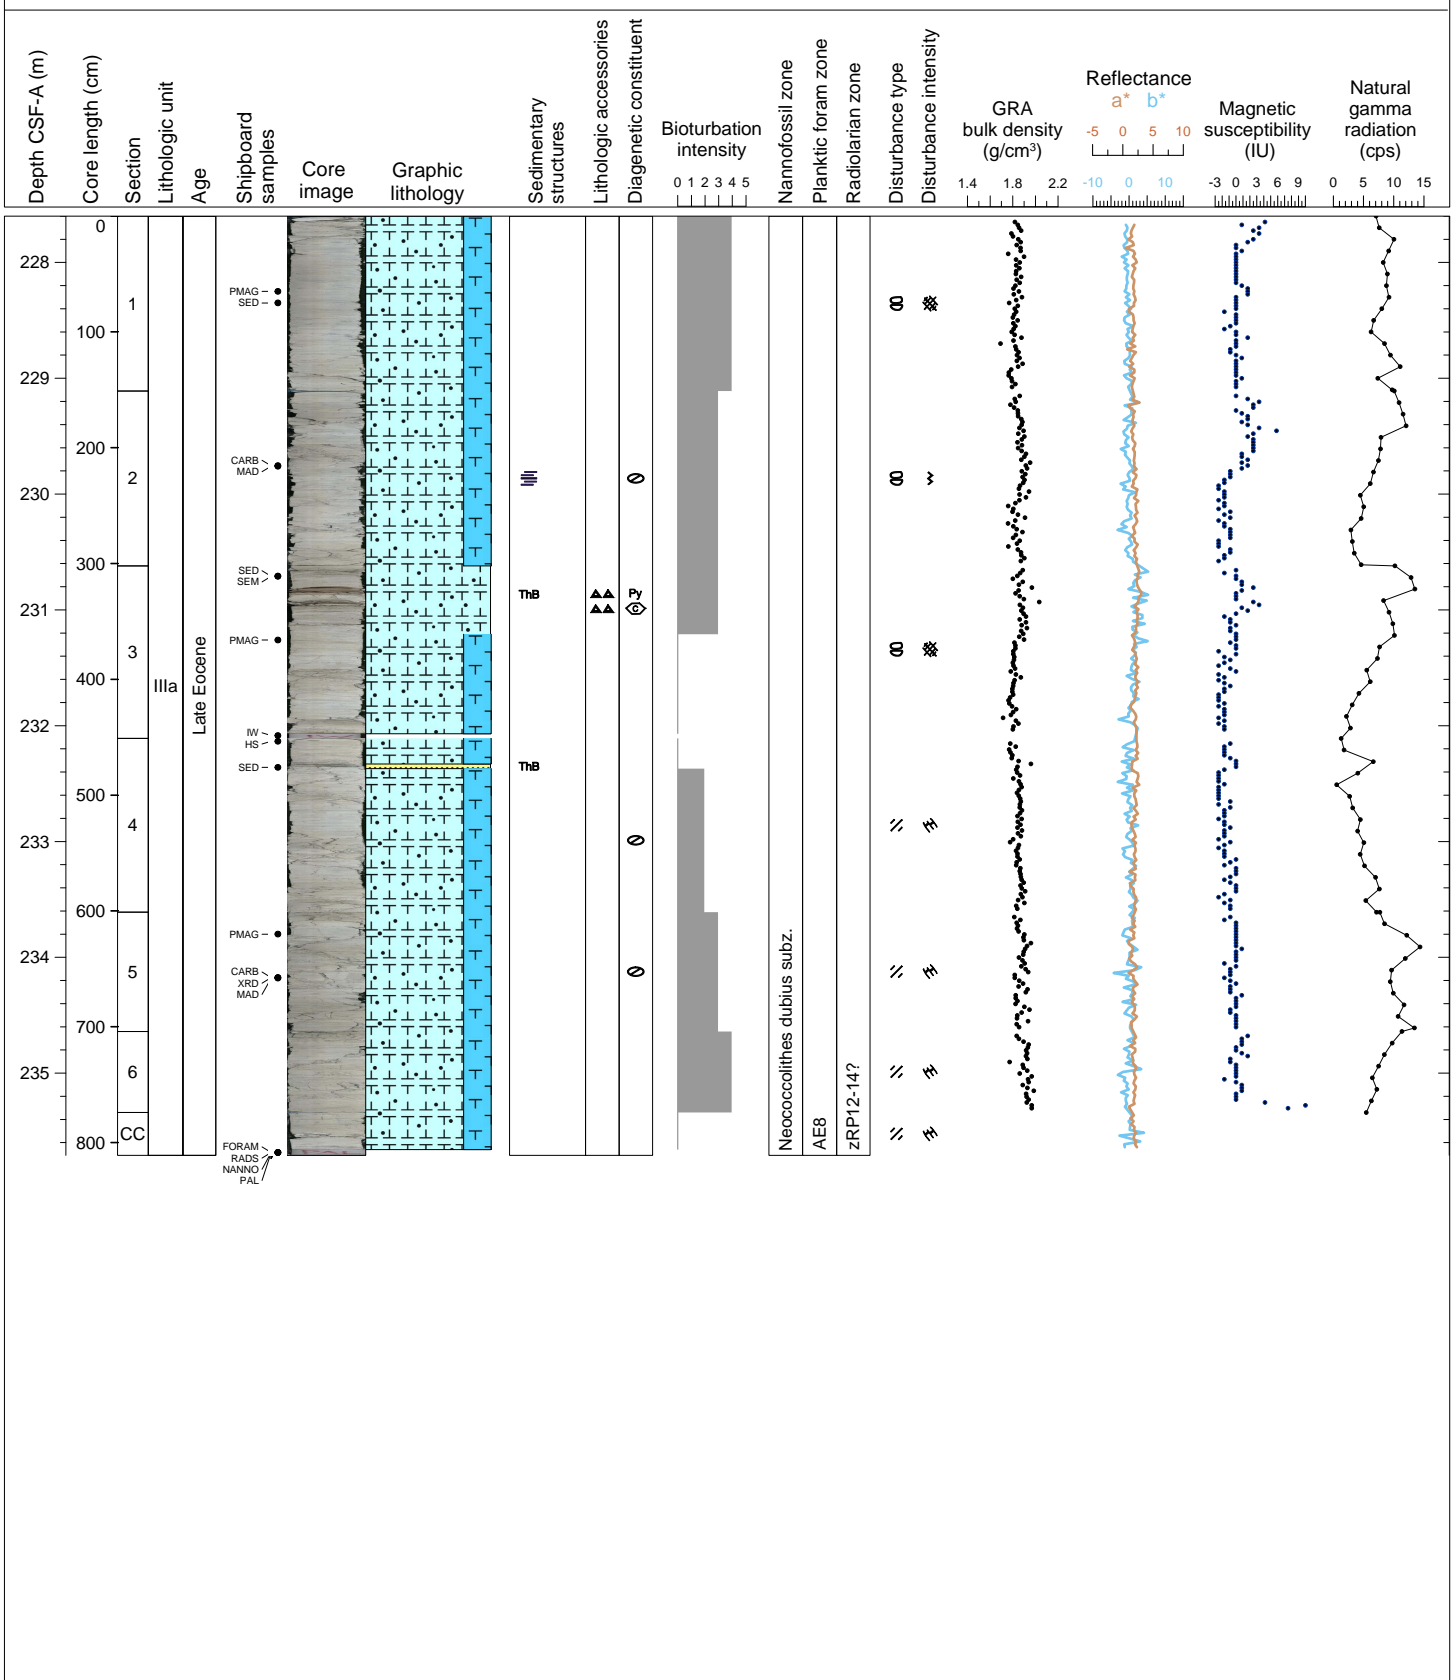 Depth CSF-A (m)
Core length (cm)
Section
Lithologic unit
Age
Shipboard
samples
Core
image
Graphic
lithology
Sedimentary
structures
Lithologic accessories
Diagenetic constituent
Bioturbation
intensity
0 1 2 3 4 5
Nannofossil zone
Planktic foram zone
Radiolarian zone
Disturbance type
Disturbance intensity
GRA
bulk density
(g/cm³)
1.4 1.8 2.2
Reflectance
a* b*
-5 0 5 10
-10 0 10
Magnetic
susceptibility
(IU)
-3 0 3 6 9
Natural
gamma
radiation
(cps)
0 5 10 15
228
229
230
231
232
233
234
235
0
100
200
300
400
500
600
700
800
1
2
3
4
5
6
CC
IIIa
Late Eocene
PMAG
SED
CARB
MAD
SED
SEM
PMAG
IW
HS
SED
PMAG
CARB
XRD
MAD
FORAM
RADS
NANNO
PAL
ThB
ThB
Py
C
Neococcolithes dubius subz.
AE8
zRP12-14?